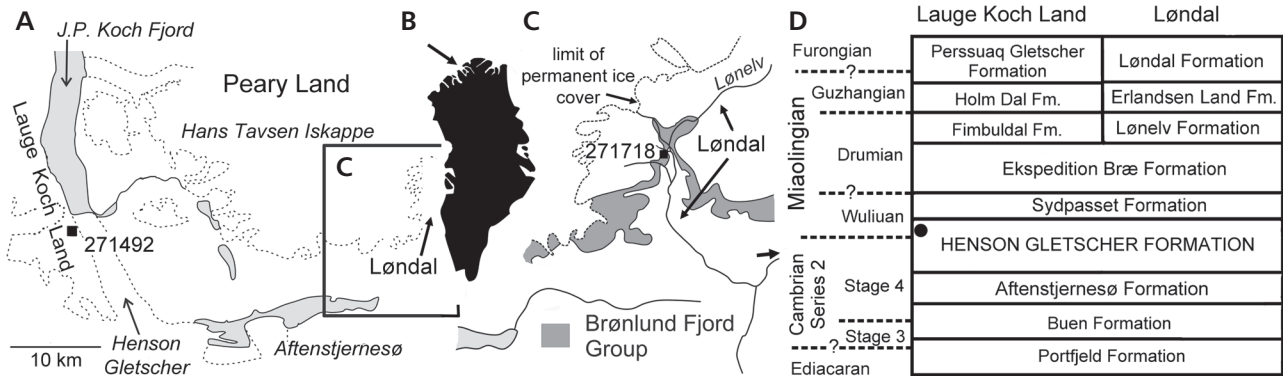 A
J.P. Koch Fjord
Peary Land
Hans Tavsen Iskappe
Lauge Koch Land
271492
C
Løndal
10 km
Henson
Gletscher
Aftenstjernesø
B
C
limit of
permanent ice
cover
Lønelv
271718
Løndal
Brønlund Fjord
Group
D
Lauge Koch Land
Løndal
Furongian
?
Guzhangian
Miaolingian
Drumian
?
Wuliuan
Cambrian
Series 2
Stage 4
Stage 3
?
Ediacaran
Perssuaq Gletscher
Formation
Løndal Formation
Holm Dal Fm.
Erlandsen Land Fm.
Fimbuldal Fm.
Lønelv Formation
Ekspedition Bræ Formation
Sydpasset Formation
HENSON GLETSCHER FORMATION
Aftenstjernesø Formation
Buen Formation
Portfjeld Formation